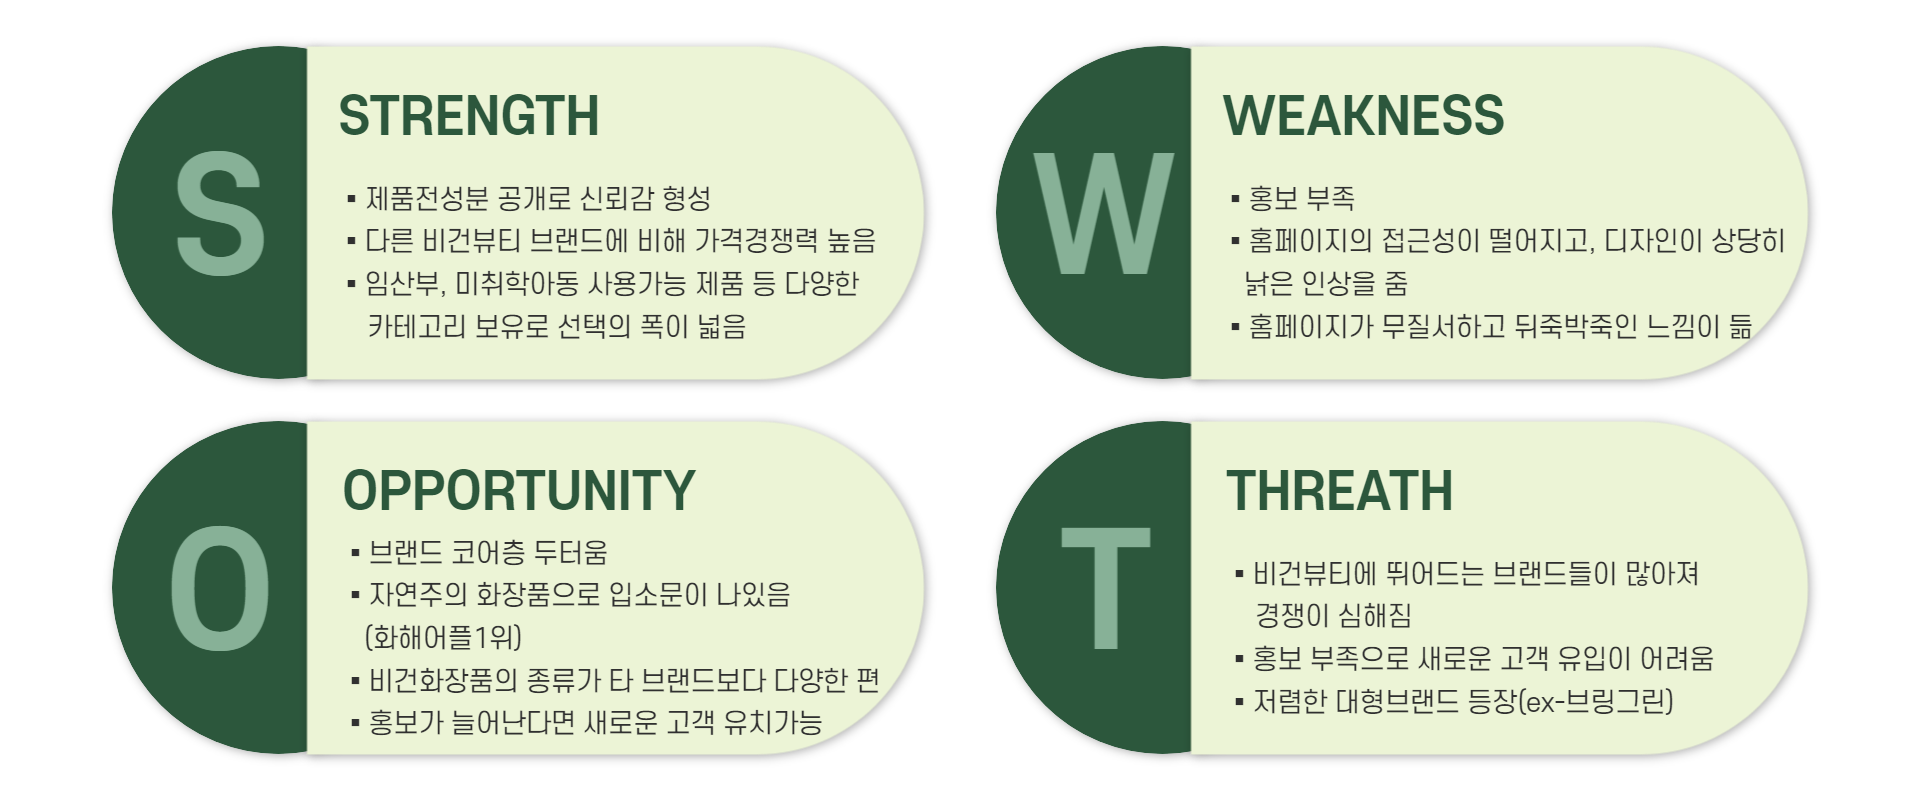 S
STRENGTH
▪ 제품전성분 공개로 신뢰감 형성
▪ 다른 비건뷰티 브랜드에 비해 가격경쟁력 높음
▪ 임산부, 미취학아동 사용가능 제품 등 다양한
카테고리 보유로 선택의 폭이 넓음
W
WEAKNESS
▪ 홍보 부족
▪ 홈페이지의 접근성이 떨어지고, 디자인이 상당히
낡은 인상을 줌
▪ 홈페이지가 무질서하고 뒤죽박죽인 느낌이 듦
O
OPPORTUNITY
▪ 브랜드 코어층 두터움
▪ 자연주의 화장품으로 입소문이 나있음
(화해어플1위)
▪ 비건화장품의 종류가 타 브랜드보다 다양한 편
▪ 홍보가 늘어난다면 새로운 고객 유치가능
T
THREATH
▪ 비건뷰티에 뛰어드는 브랜드들이 많아져
경쟁이 심해짐
▪ 홍보 부족으로 새로운 고객 유입이 어려움
▪ 저렴한 대형브랜드 등장(ex-브링그린)